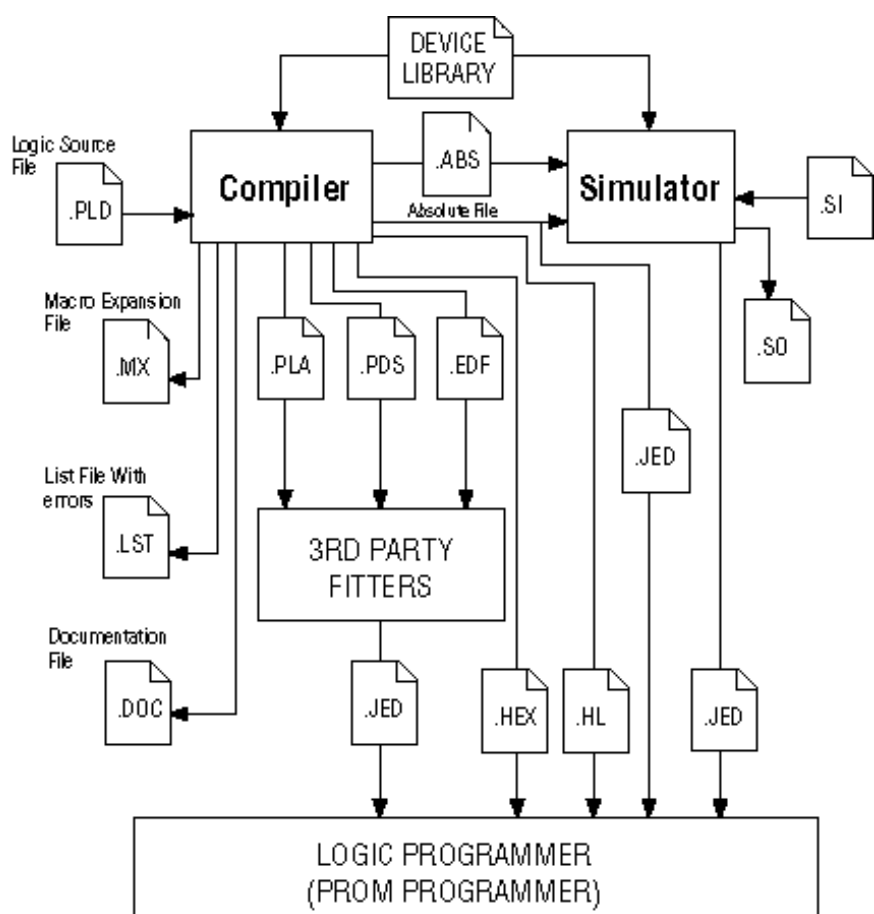 DEVICE
LIBRARY
Logic Source
File
.PLD
Compiler
.ABS
Absolute File
Simulator
.SI
Macro Expansion
File
.MX
.PLA
.PDS
.EDF
.SO
.JED
List File With
errors
.LST
3RD PARTY
FITTERS
Documentation
File
.DOC
.JED
.HEX
.HL
.JED
LOGIC PROGRAMMER
(PROM PROGRAMMER)